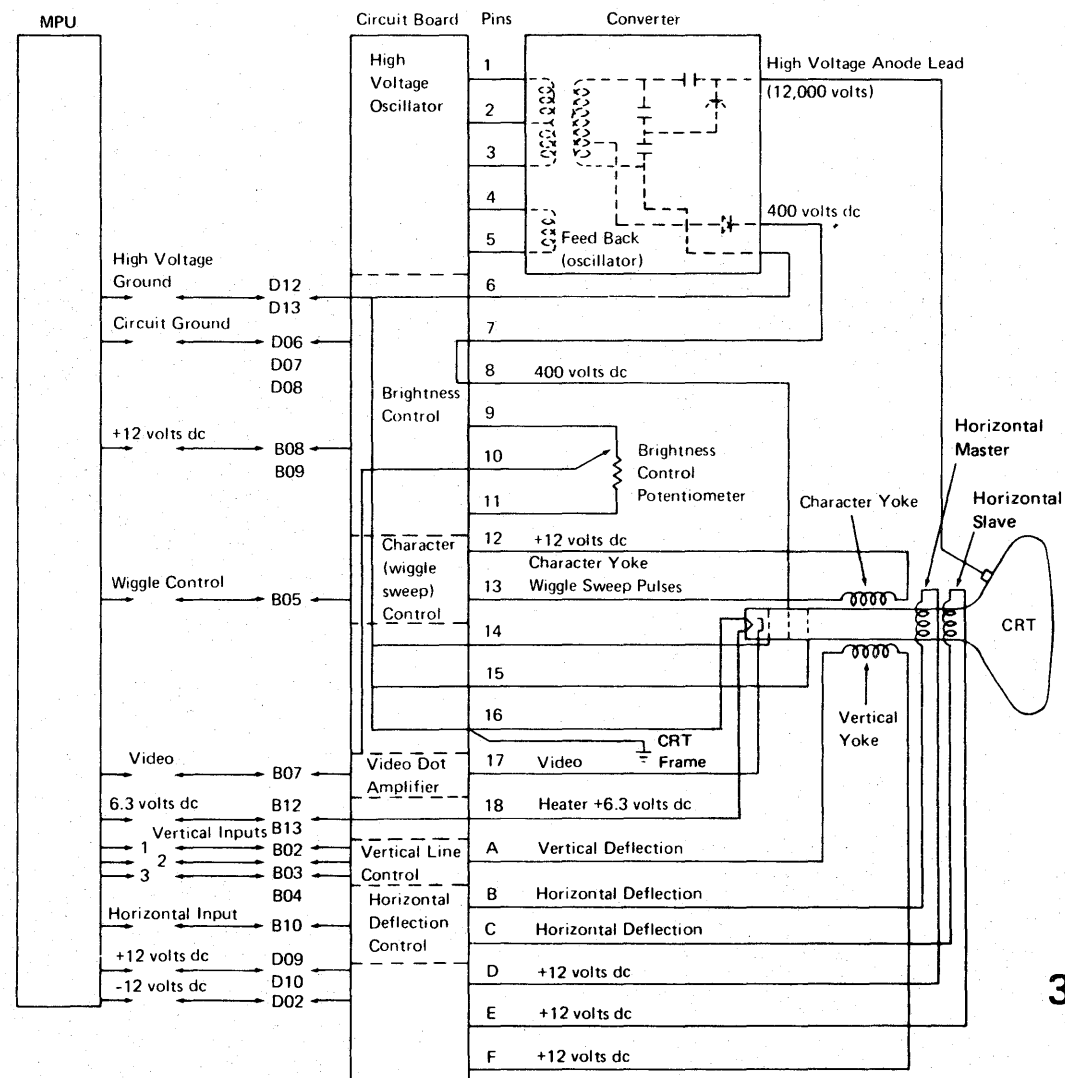 MPU
Circuit Board
Pins
Converter
High
Voltage
Oscillator
1
2
3
4
5
High Voltage Anode Lead
(12,000 volts)
400 volts dc
Feed Back
(oscillator)
High Voltage
Ground
D12
D13
6
Circuit Ground
D06
D07
D08
7
8
400 volts dc
Brightness
Control
9
10
11
Brightness
Control
Potentiometer
+12 volts dc
B08
B09
Horizontal
Master
Horizontal
Slave
Character Yoke
12
+12 volts dc
Character
(wiggle
sweep)
Control
Character Yoke
13
Wiggle Sweep Pulses
Wiggle Control
B05
14
15
16
CRT
Vertical
Yoke
CRT
Frame
Video
B07
Video Dot
Amplifier
17
Video
6.3 volts dc
B12
B13
18
Heater +6.3 volts dc
Vertical Inputs
1
2
3
B02
B03
B04
Vertical Line
Control
A
Vertical Deflection
Horizontal
Deflection
Control
B
Horizontal Deflection
Horizontal Input
B10
C
Horizontal Deflection
+12 volts dc
D09
D10
D
+12 volts dc
-12 volts dc
D02
E
+12 volts dc
F
+12 volts dc
3